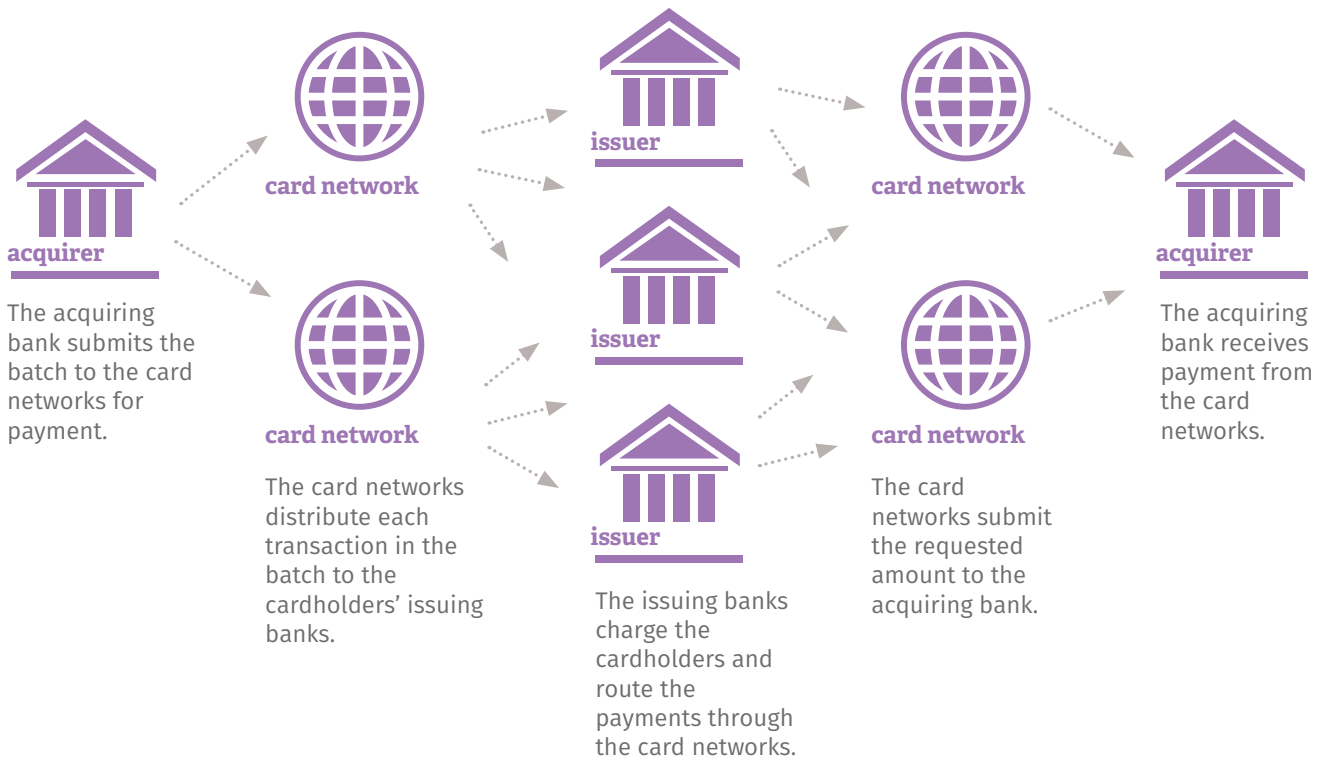 acquirer
The acquiring
bank submits the
batch to the card
networks for
payment.
card network
card network
The card networks
distribute each
transaction in the
batch to the
cardholders’ issuing
banks.
issuer
issuer
issuer
The issuing banks
charge the
cardholders and
route the
payments through
the card networks.
card network
card network
The card
networks submit
the requested
amount to the
acquiring bank.
acquirer
The acquiring
bank receives
payment from
the card
networks.